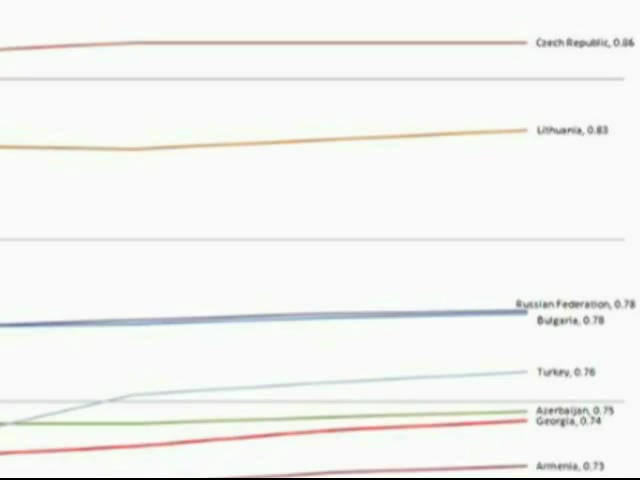 Czech Republic, 0.86
Lithuania, 0.83
Russian Federation, 0.78
Bulgaria, 0.78
Turkey, 0.76
Azerbaijan, 0.75
Georgia, 0.74
Armenia, 0.73